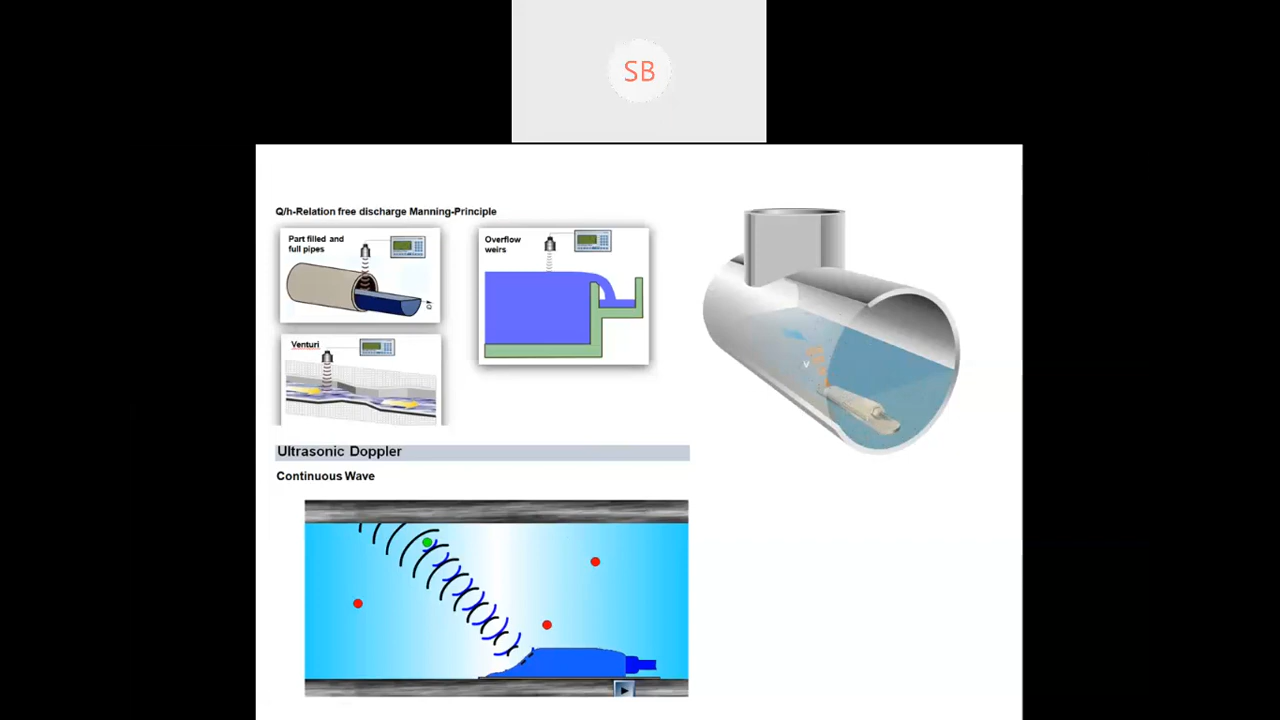 SB
Q/h-Relation free discharge Manning-Principle
Part filled and
full pipes
Overflow
weirs
Venturi
V
Ultrasonic Doppler
Continuous Wave